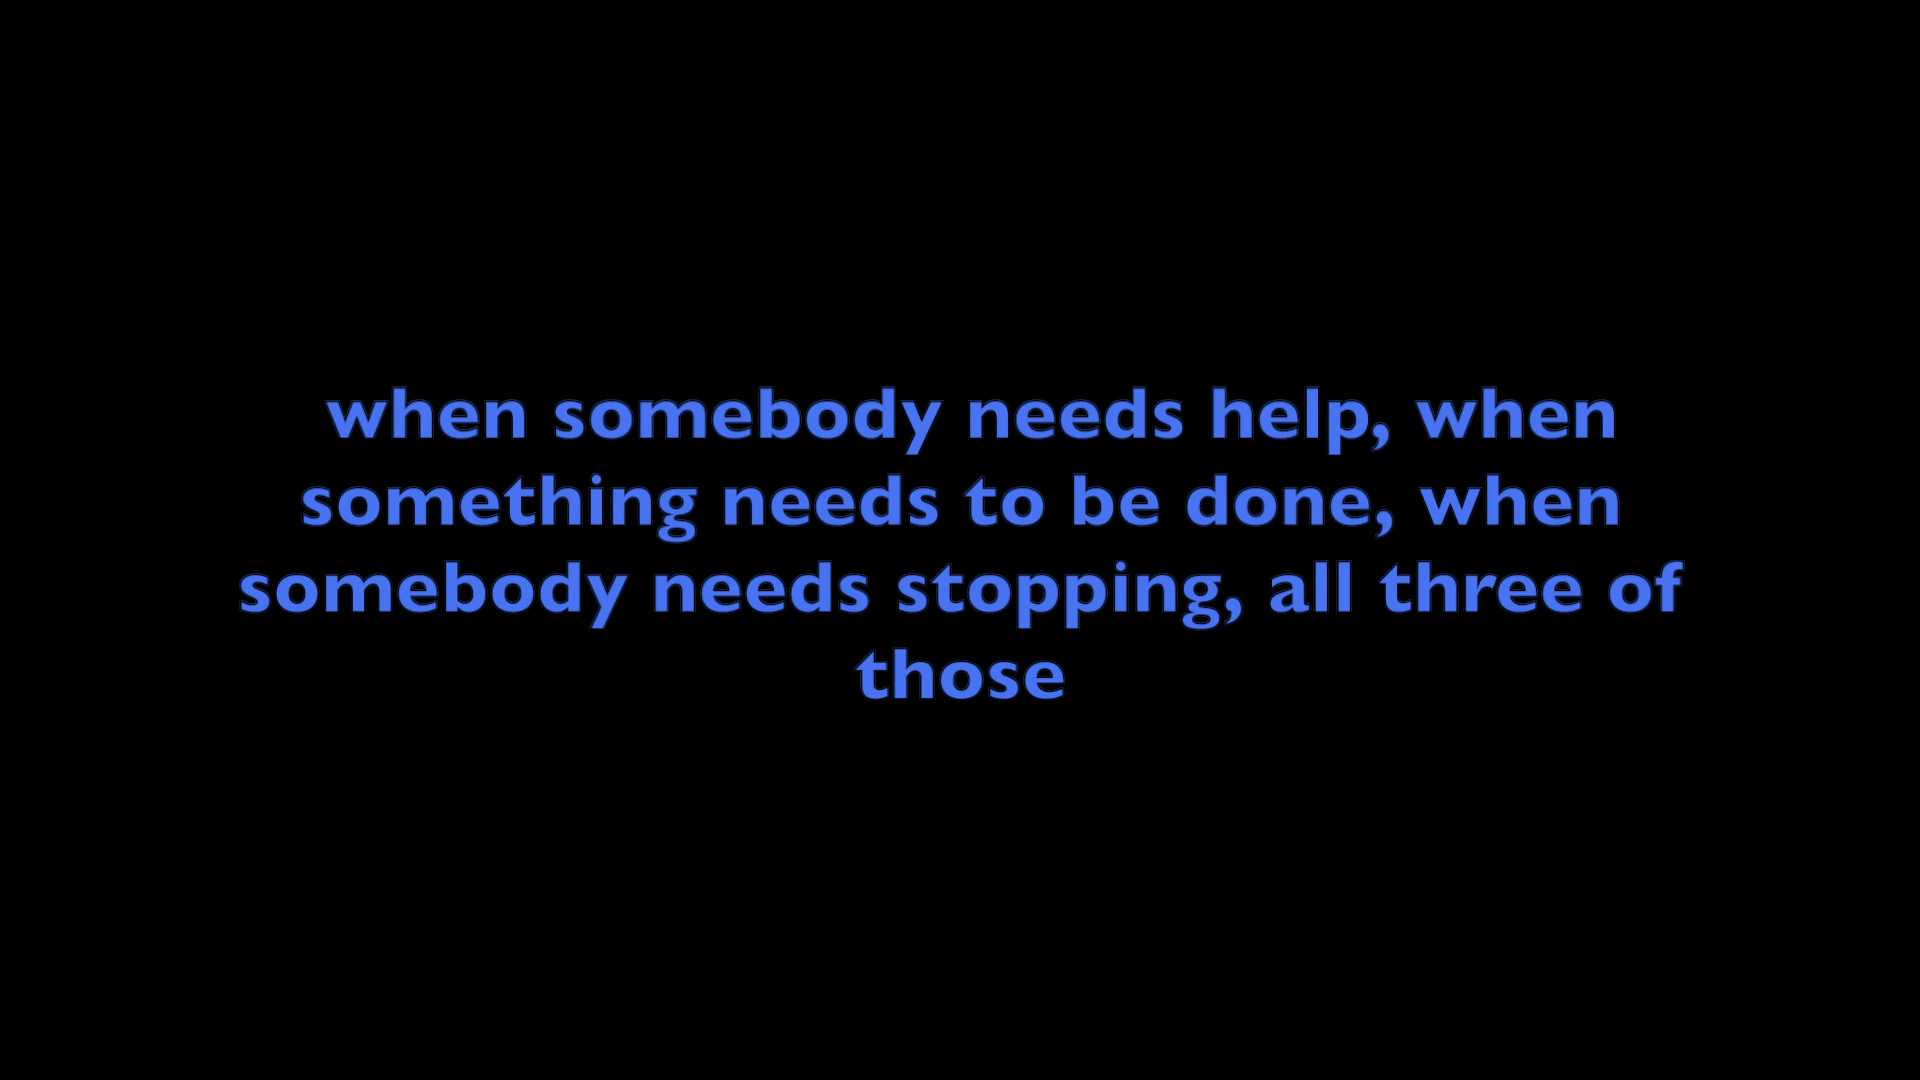 when somebody needs help, when
something needs to be done, when
somebody needs stopping, all three of
those